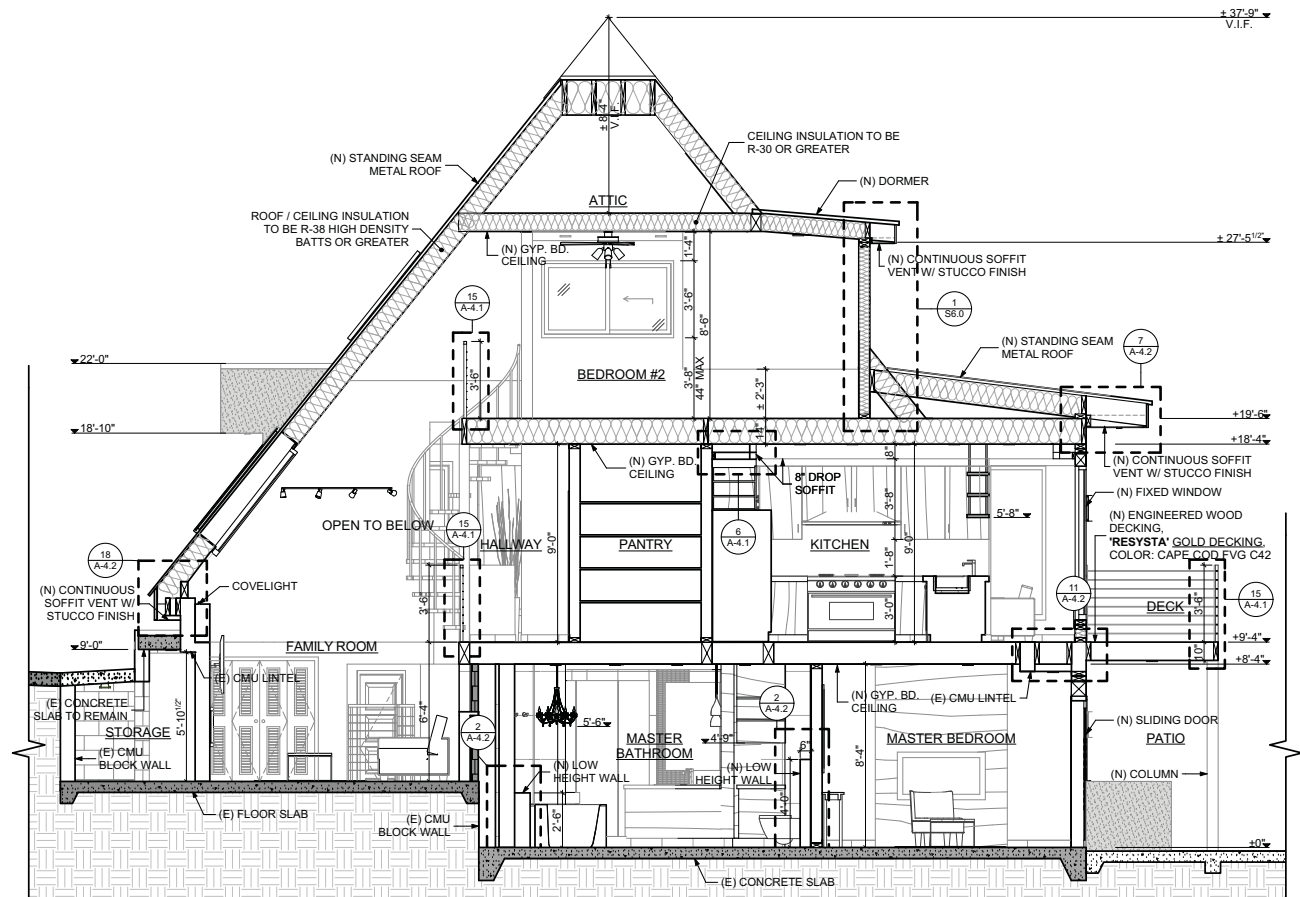 ± 37'-9"
V.I.F.
± 8'-4"
V.I.F.
CEILING INSULATION TO BE
R-30 OR GREATER
(N) STANDING SEAM
METAL ROOF
(N) DORMER
ATTIC
ROOF / CEILING INSULATION
TO BE R-38 HIGH DENSITY
BATTS OR GREATER
± 27'-5 1/2"
(N) GYP. BD.
CEILING
1'-4"
(N) CONTINUOUS SOFFIT
VENT W/ STUCCO FINISH
15
A-4.1
3'-6"
8'-6"
1
S6.0
(N) STANDING SEAM
METAL ROOF
7
A-4.2
22'-0"
3'-6"
BEDROOM #2
3'-8"
44" MAX
± 2'-3"
18'-10"
14"
+19'-6"
+18'-4"
(N) GYP. BD.
CEILING
8" DROP
SOFFIT
8"
(N) CONTINUOUS SOFFIT
VENT W/ STUCCO FINISH
3'-8"
(N) FIXED WINDOW
OPEN TO BELOW
15
A-4.1
5'-8"
(N) ENGINEERED WOOD
DECKING,
'RESYSTA' GOLD DECKING,
COLOR: CAPE COD FVG C42
HALLWAY
9'-0"
PANTRY
6
A-4.1
KITCHEN
9'-0"
1'-8"
18
A-4.2
COVELIGHT
(N) CONTINUOUS
SOFFIT VENT W/
STUCCO FINISH
3'-6"
3'-0"
11
A-4.2
DECK
3'-6"
15
A-4.1
9'-0"
FAMILY ROOM
+9'-4"
10"
+8'-4"
(E) CMU LINTEL
(E) CONCRETE
SLAB TO REMAIN
(N) GYP. BD.
CEILING
(E) CMU LINTEL
5'-10 1/2"
6'-4"
2
A-4.2
5'-6"
2
A-4.2
STORAGE
(N) SLIDING DOOR
MASTER
BATHROOM
4'-9"
6"
MASTER BEDROOM
PATIO
(E) CMU
BLOCK WALL
(N) LOW
HEIGHT WALL
(N) LOW
HEIGHT WALL
8'-4"
(N) COLUMN
(E) FLOOR SLAB
(E) CMU
BLOCK WALL
2'-6"
4'-0"
±0"
(E) CONCRETE SLAB